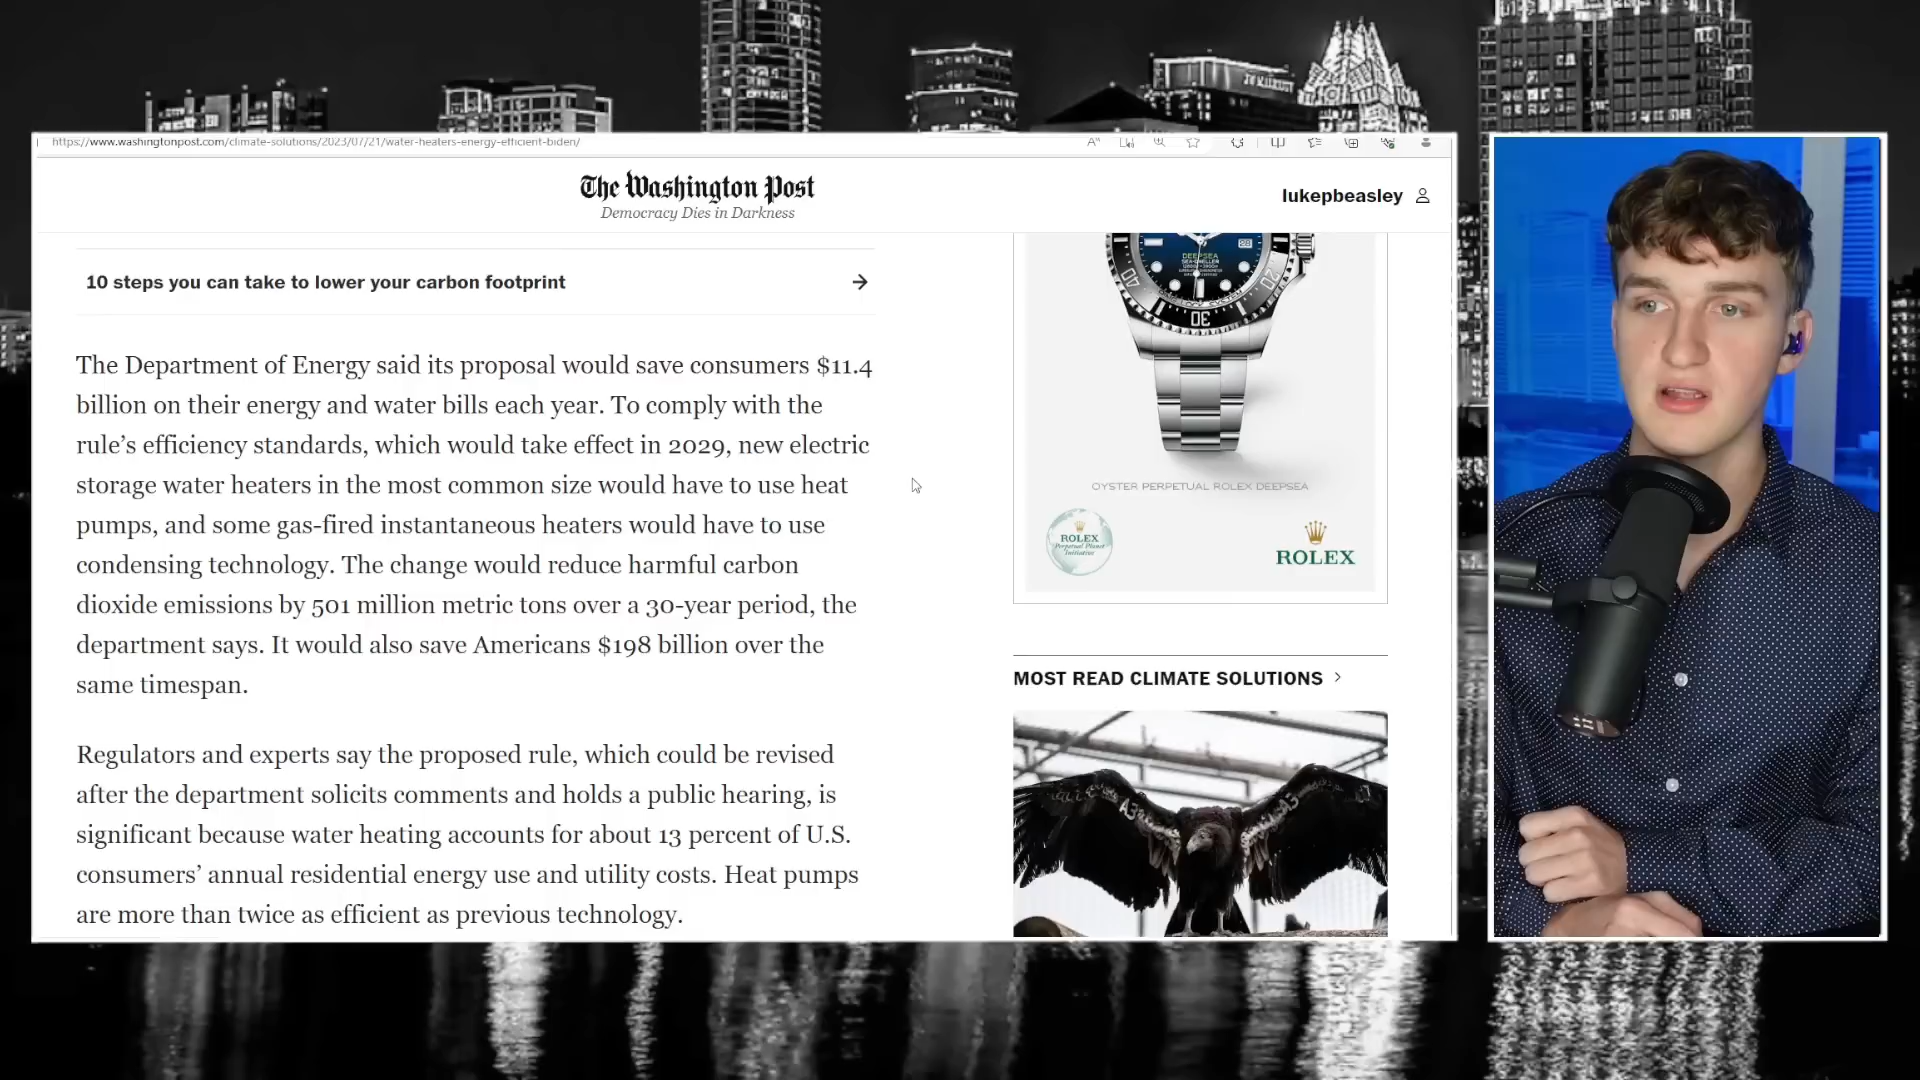 https://www.washingtonpost.com/climate-solutions/2023/07/21/water-heaters-energy-efficient-biden/
The Washington Post
Democracy Dies in Darkness
lukepbeasley
10 steps you can take to lower your carbon footprint
The Department of Energy said its proposal would save consumers $11.4
billion on their energy and water bills each year. To comply with the
rule’s efficiency standards, which would take effect in 2029, new electric
storage water heaters in the most common size would have to use heat
pumps, and some gas-fired instantaneous heaters would have to use
condensing technology. The change would reduce harmful carbon
dioxide emissions by 501 million metric tons over a 30-year period, the
department says. It would also save Americans $198 billion over the
same timespan.
Regulators and experts say the proposed rule, which could be revised
after the department solicits comments and holds a public hearing, is
significant because water heating accounts for about 13 percent of U.S.
consumers’ annual residential energy use and utility costs. Heat pumps
are more than twice as efficient as previous technology.
DEEPSEA
SEA-DWELLER
OYSTER PERPETUAL ROLEX DEEPSEA
ROLEX
Perpetual Planet
Initiative
ROLEX
MOST READ CLIMATE SOLUTIONS
A3
A3